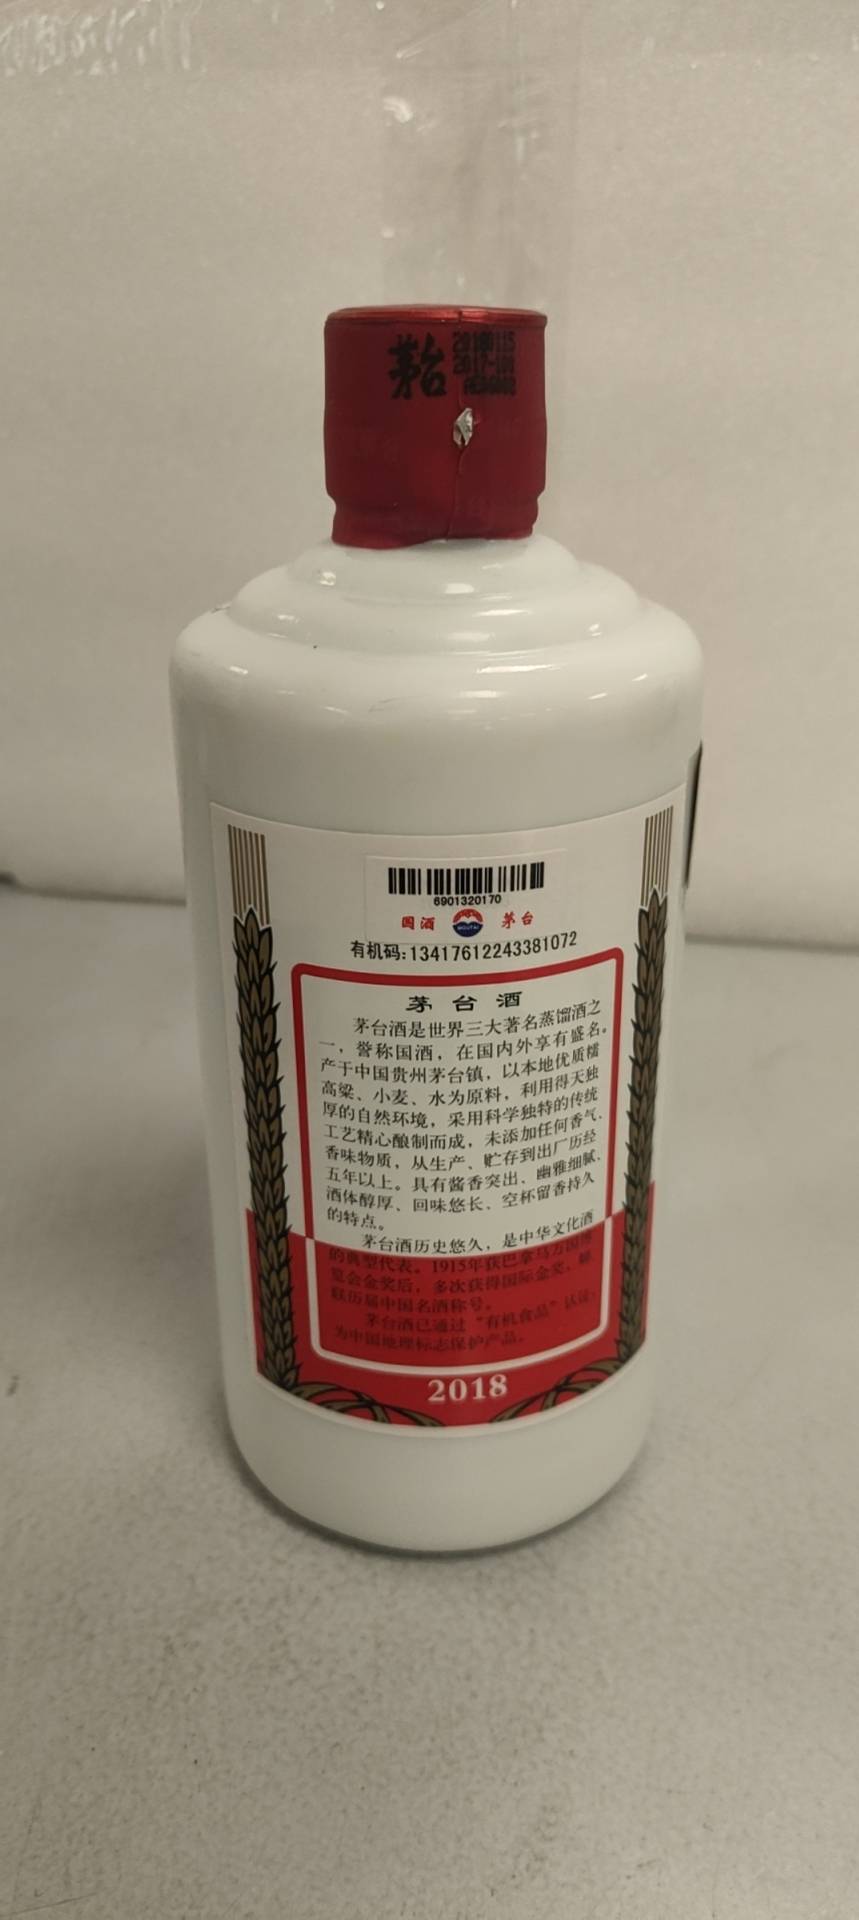 茅台
20180115
2017-108
6901320170
国酒 MOUTAI 茅台
有机码:13417612243381072
茅台酒
茅台酒是世界三大著名蒸馏酒之
一，誉称国酒，在国内外享有盛名。
产于中国贵州茅台镇，以本地优质糯
高粱、小麦、水为原料，利用得天独
厚的自然环境，采用科学独特的传统
工艺精心酿制而成，未添加任何香气、
香味物质，从生产、贮存到出厂历经
五年以上。具有酱香突出、幽雅细腻、
酒体醇厚、回味悠长、空杯留香持久
的特点。
茅台酒历史悠久，是中华文化酒
的典型代表。1915年获巴拿马万国博
览会金奖后，多次获得国际金奖，蝉
联历届中国名酒称号。
茅台酒已通过“有机食品”认证，
为中国地理标志保护产品。
2018